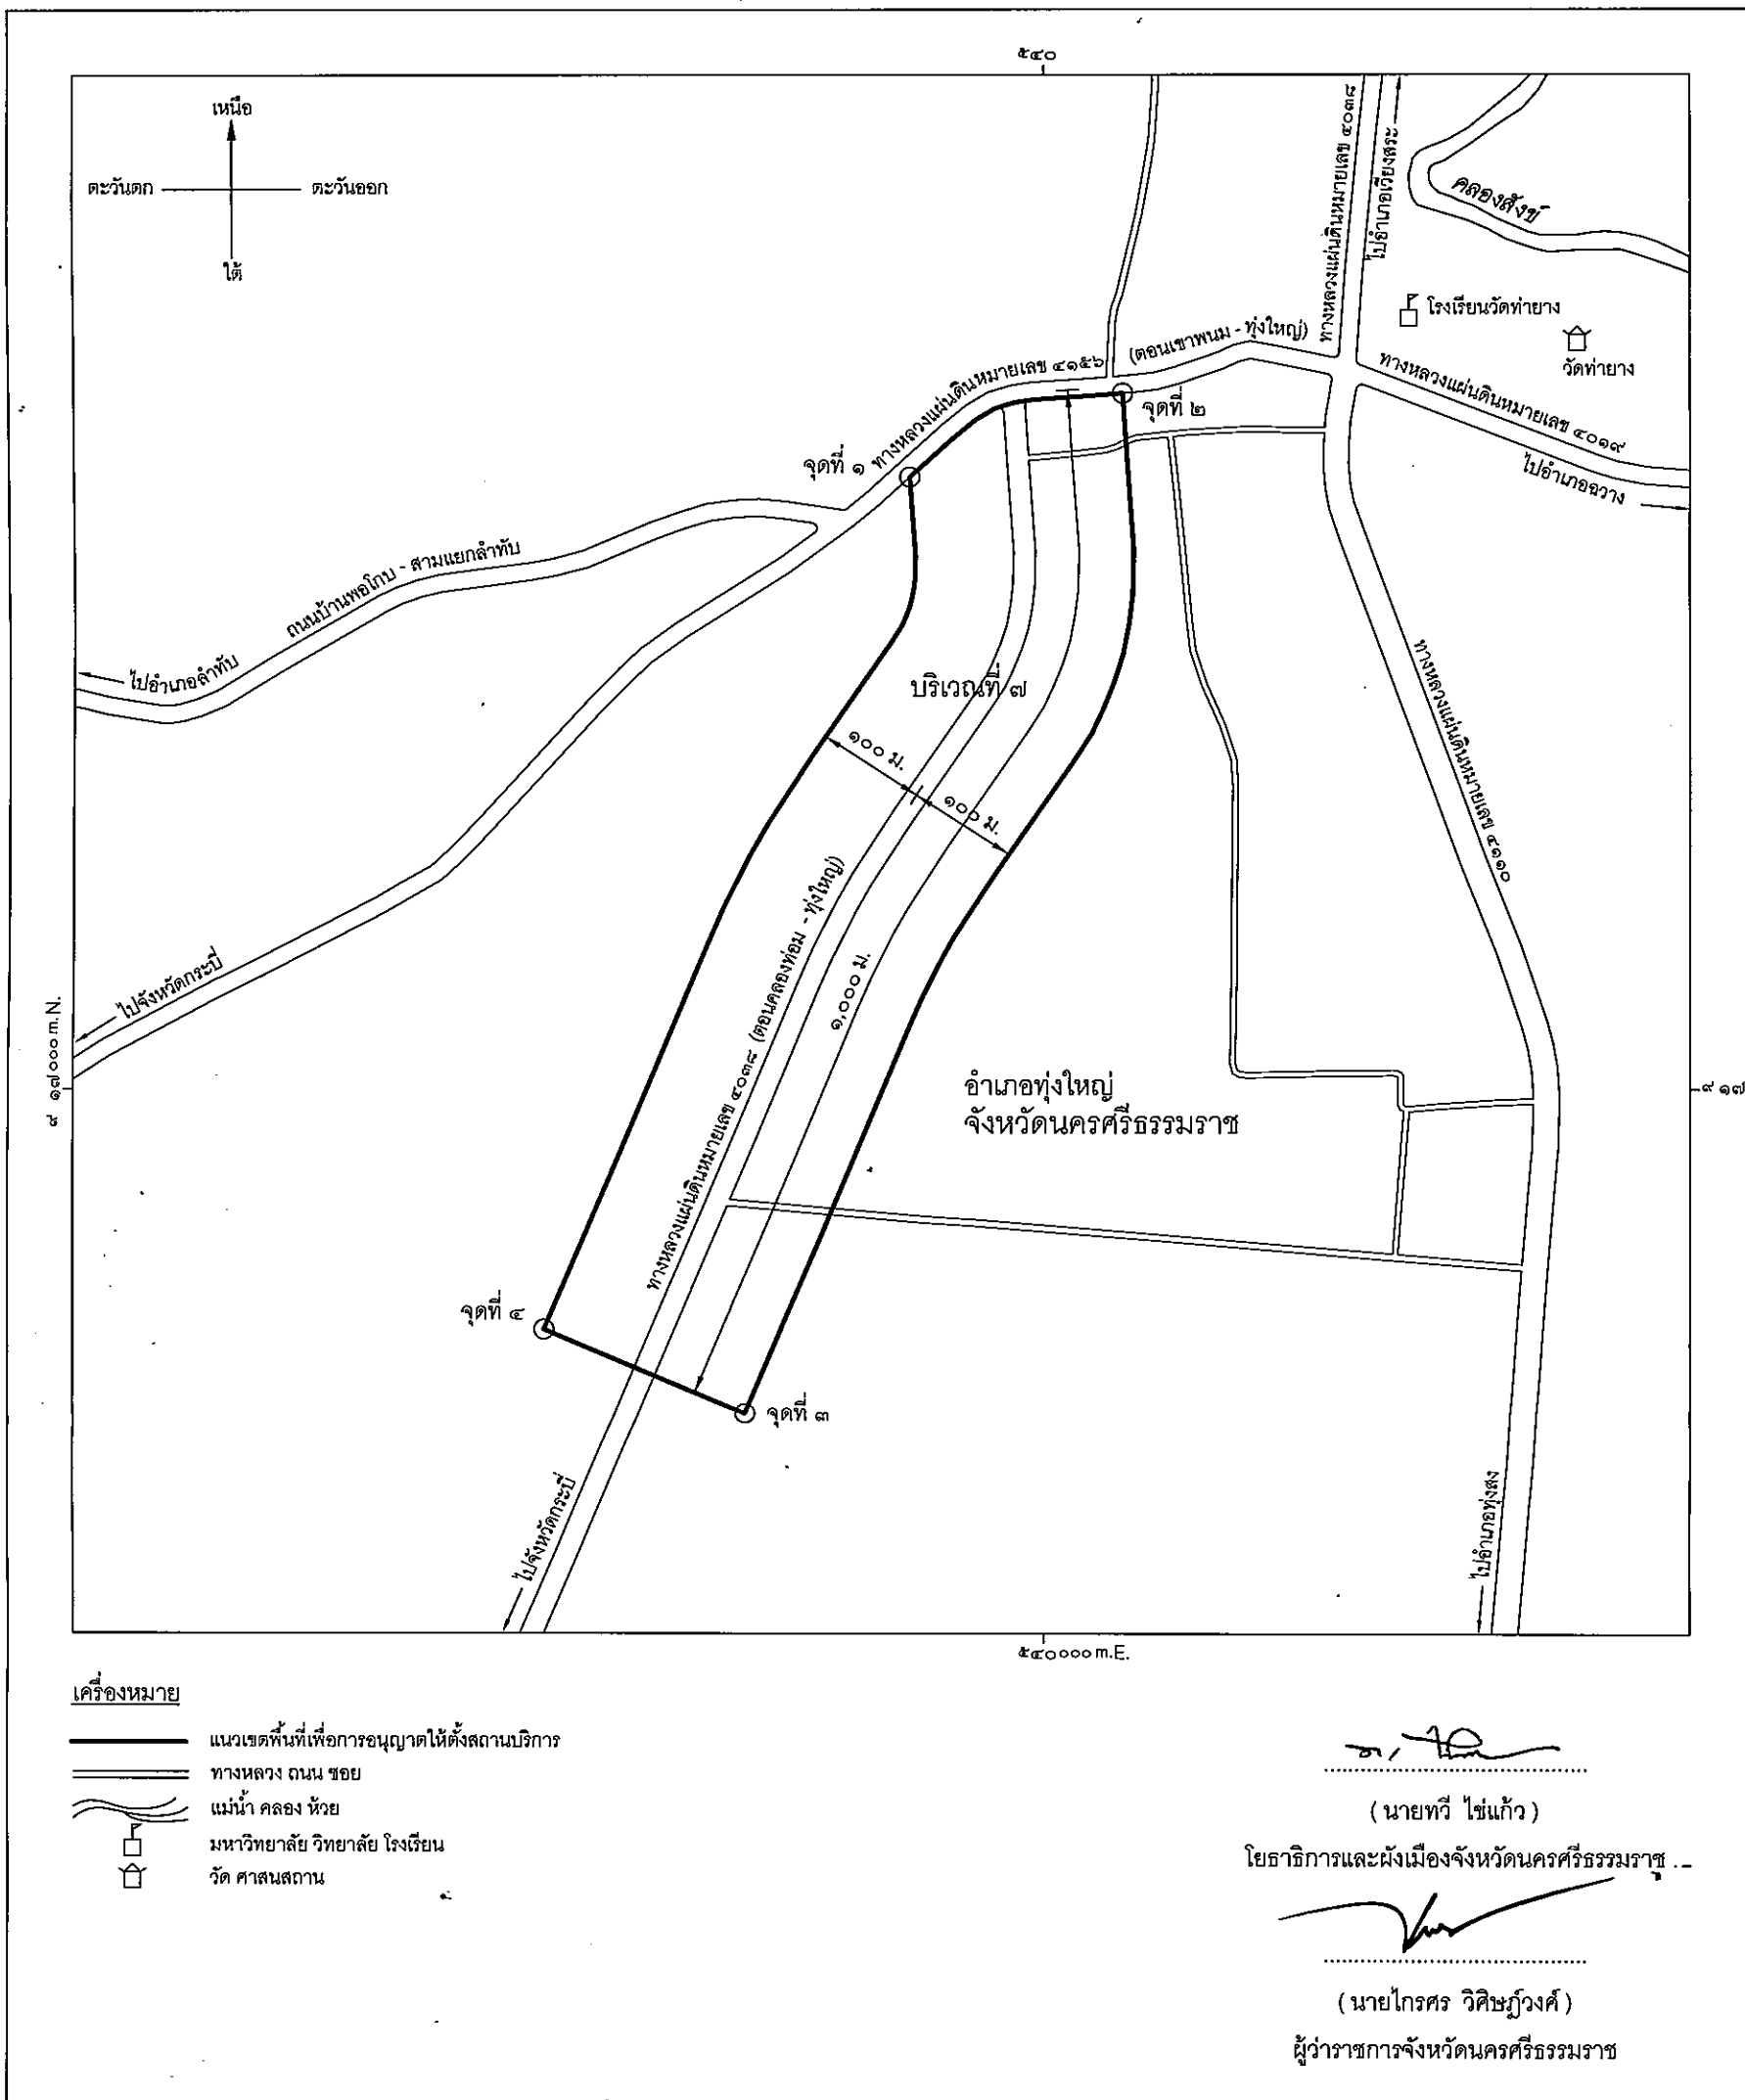 ๕๔๐
เหนือ
ตะวันตก
ตะวันออก
ใต้
ทางหลวงแผ่นดินหมายเลข ๔๐๓๘
ไปอำเภอเวียงสระ
คลองสังข์
โรงเรียนวัดท่ายาง
วัดท่ายาง
(ตอนเขาพนม - ทุ่งใหญ่)
ทางหลวงแผ่นดินหมายเลข ๔๑๕๖
ทางหลวงแผ่นดินหมายเลข ๔๐๑๙
ไปอำเภอฉวาง
จุดที่ ๒
จุดที่ ๑
ถนนบ้านพอโกบ - สามแยกลำทับ
ไปอำเภอลำทับ
บริเวณที่ ๗
๑๐๐ ม.
๑๐๐ ม.
ทางหลวงแผ่นดินหมายเลข ๔๑๑๐
ทางหลวงแผ่นดินหมายเลข ๔๐๓๘ (ตอนคลองท่อม - ทุ่งใหญ่)
๑,๐๐๐ ม.
ไปจังหวัดกระบี่
๙ ๑๗๐๐๐ m.N.
๙ ๑๗
อำเภอทุ่งใหญ่
จังหวัดนครศรีธรรมราช
จุดที่ ๔
จุดที่ ๓
ไปจังหวัดกระบี่
ไปอำเภอทุ่งสง
๕๔๐๐๐๐ m.E.
เครื่องหมาย
แนวเขตพื้นที่เพื่อการอนุญาตให้ตั้งสถานบริการ
ทางหลวง ถนน ซอย
แม่น้ำ คลอง ห้วย
มหาวิทยาลัย วิทยาลัย โรงเรียน
วัด ศาสนสถาน
(นายทวี ไข่แก้ว)
โยธาธิการและผังเมืองจังหวัดนครศรีธรรมราช
(นายไกรศร วิศิษฎ์วงศ์)
ผู้ว่าราชการจังหวัดนครศรีธรรมราช